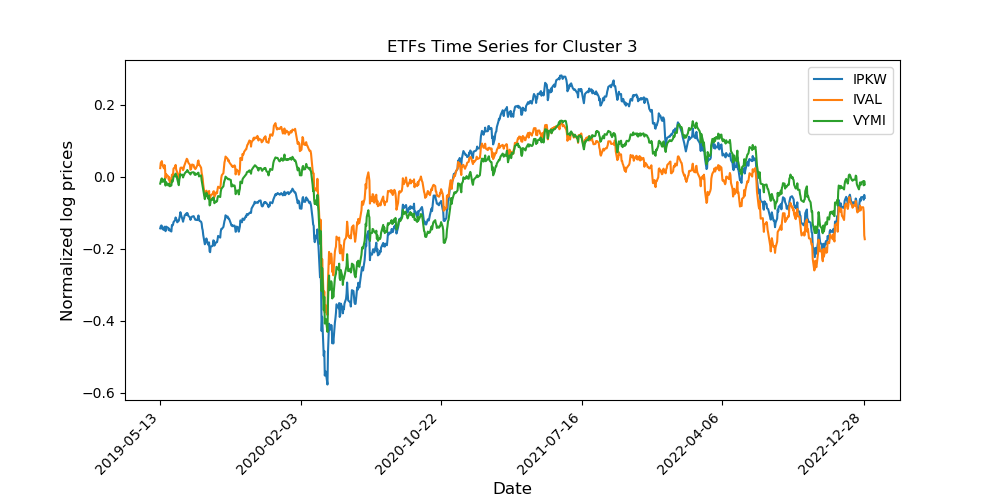 ETFs Time Series for Cluster 3
IPKW
IVAL
VYMI
Normalized log prices
0.2
0.0
−0.2
−0.4
−0.6
2019-05-13
2020-02-03
2020-10-22
2021-07-16
2022-04-06
2022-12-28
Date